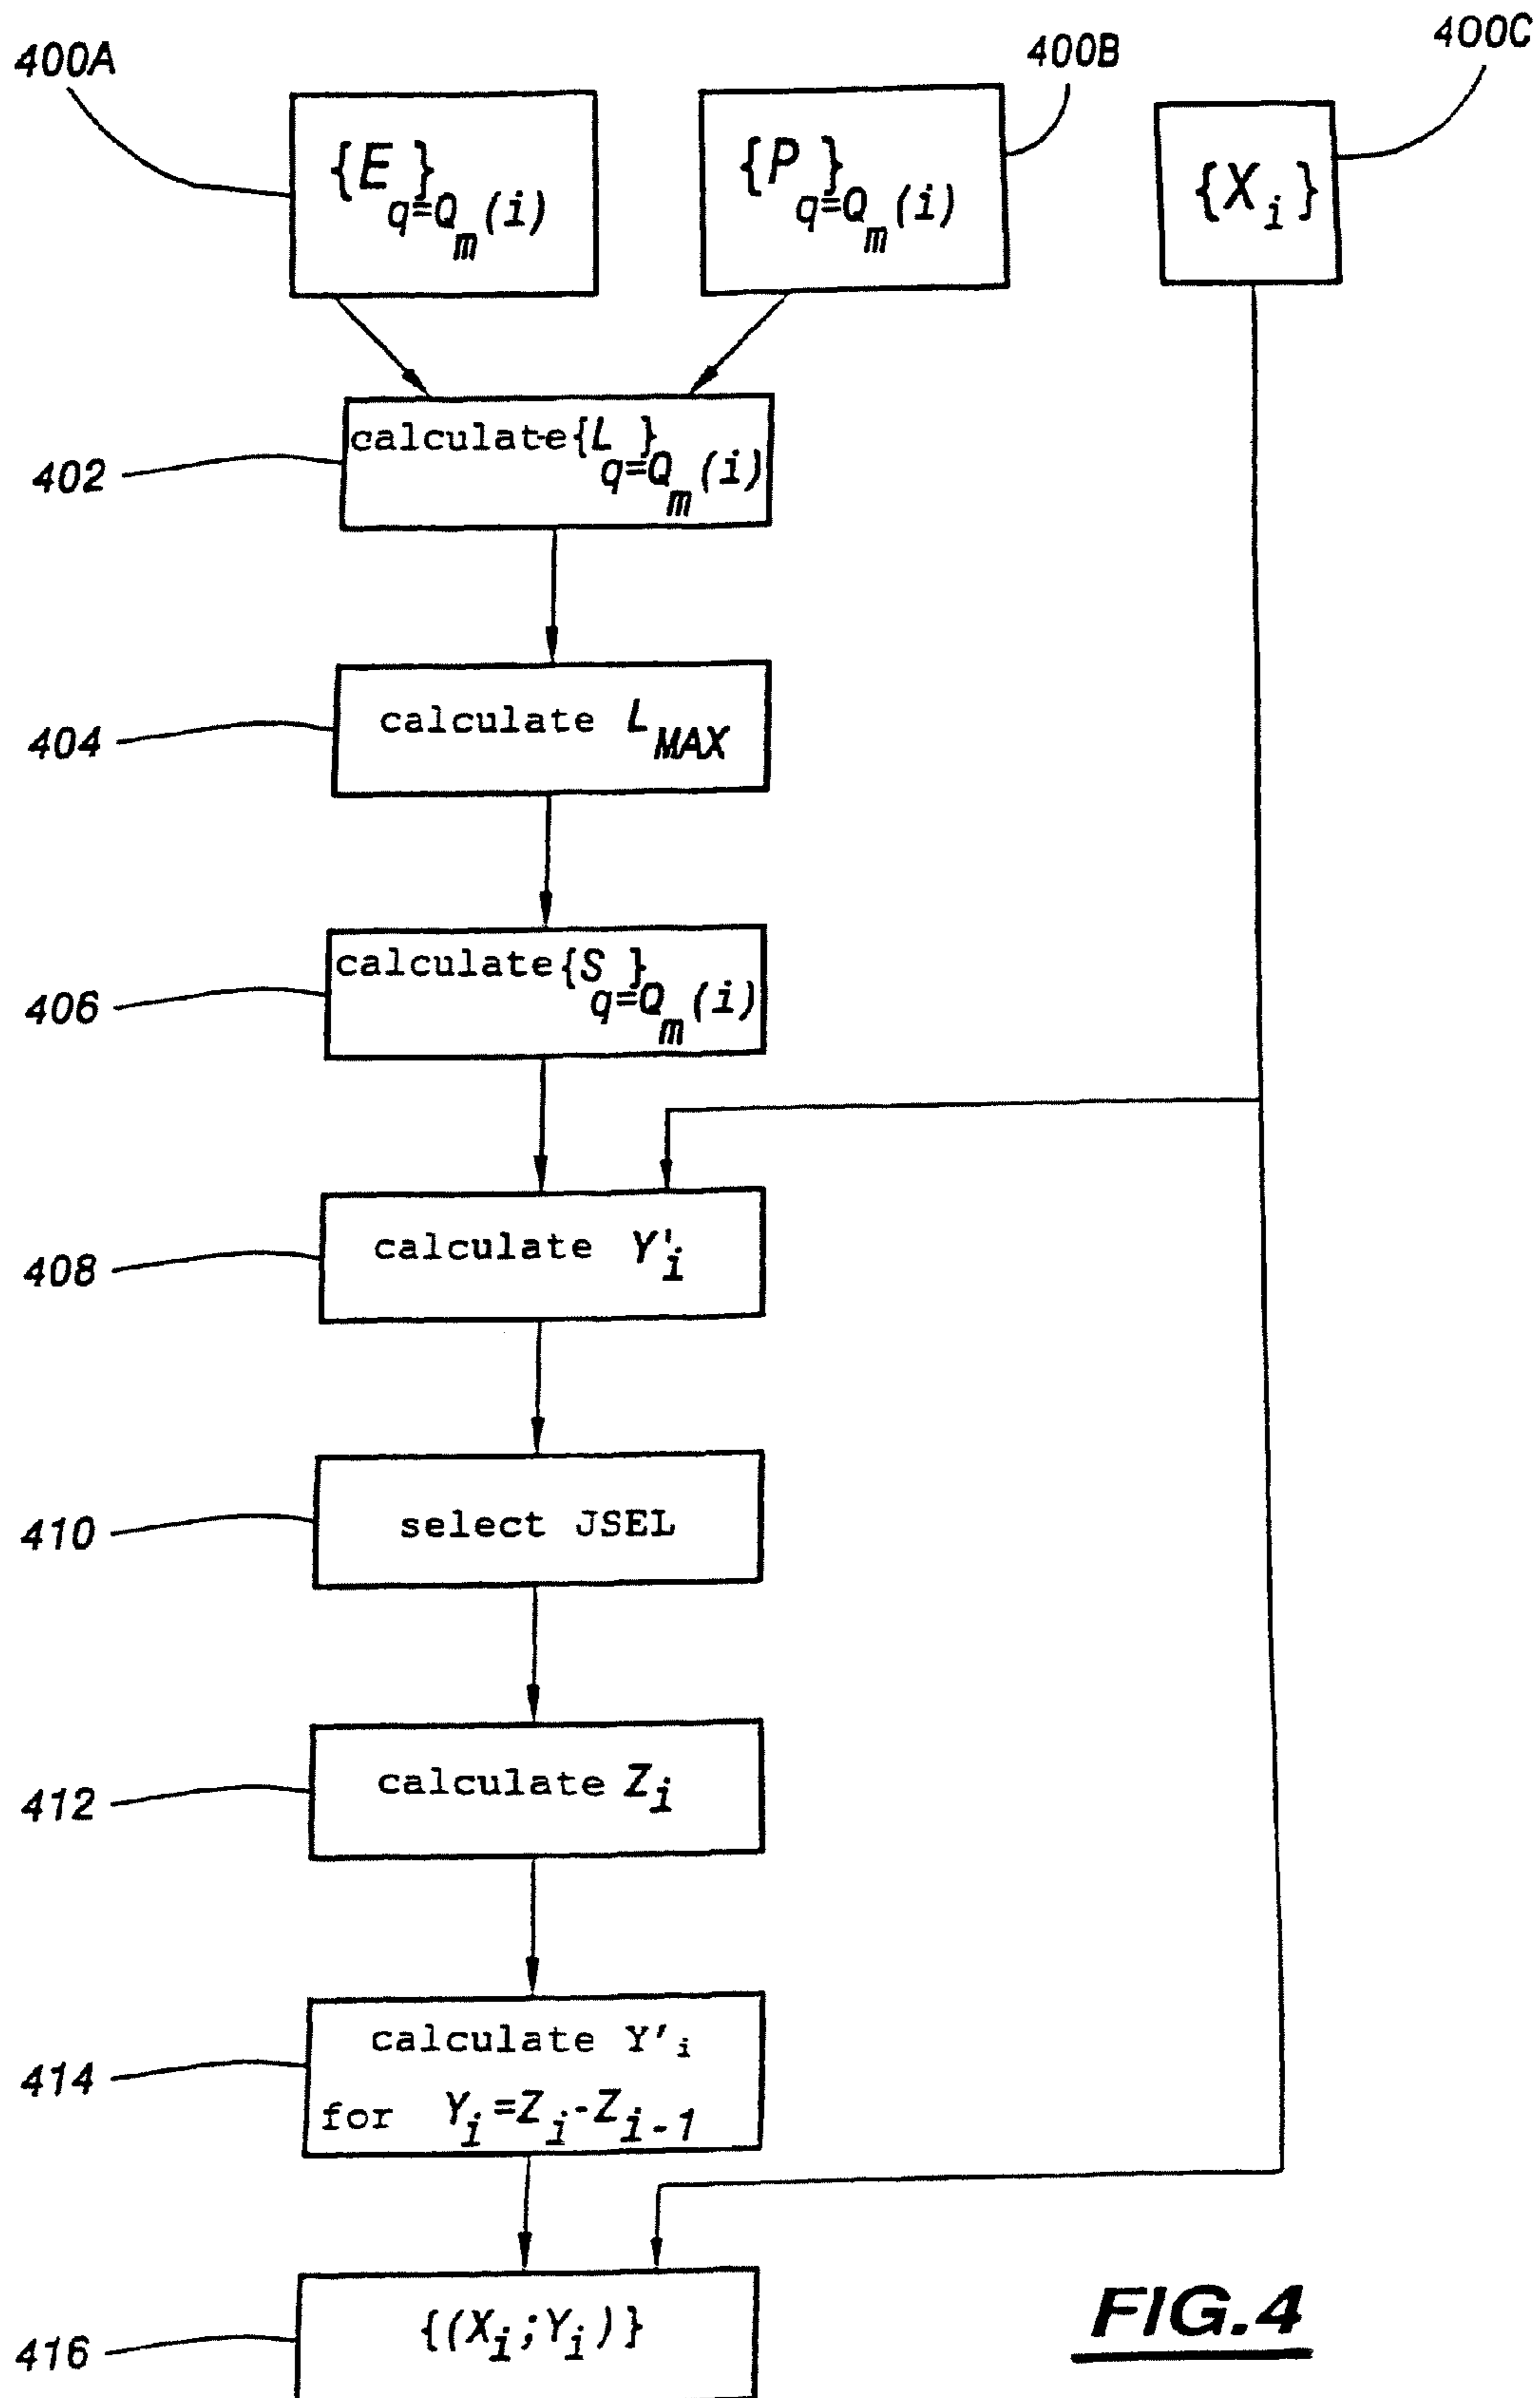 400A
400B
400C
{E }q=Qm(i)
{P }q=Qm(i)
{Xi}
402
calculate{L }q=Qm(i)
404
calculate LMAX
406
calculate{S }q=Qm(i)
408
calculate Y'i
410
select JSEL
412
calculate Zi
414
calculate Y'i
for Yi=Zi-Zi-1
416
{(Xi;Yi)}
FIG.4